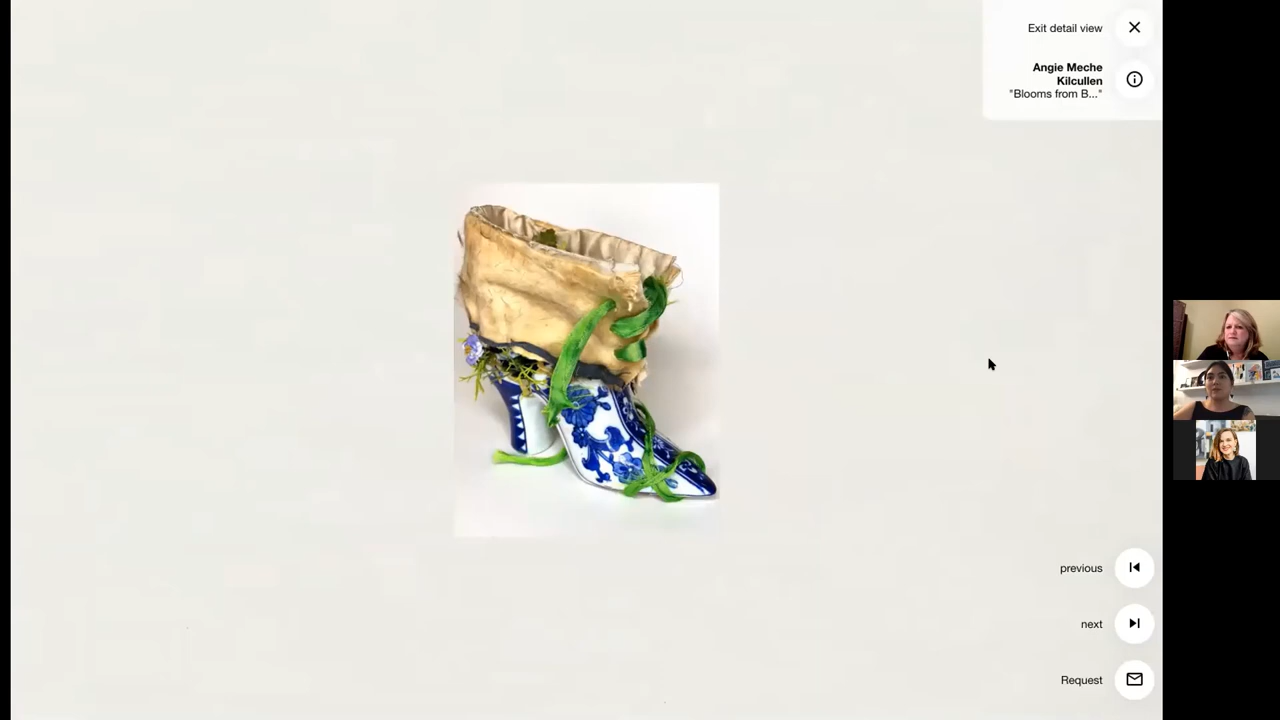 Exit detail view
Angie Meche
Kilcullen
"Blooms from B..."
previous
next
Request